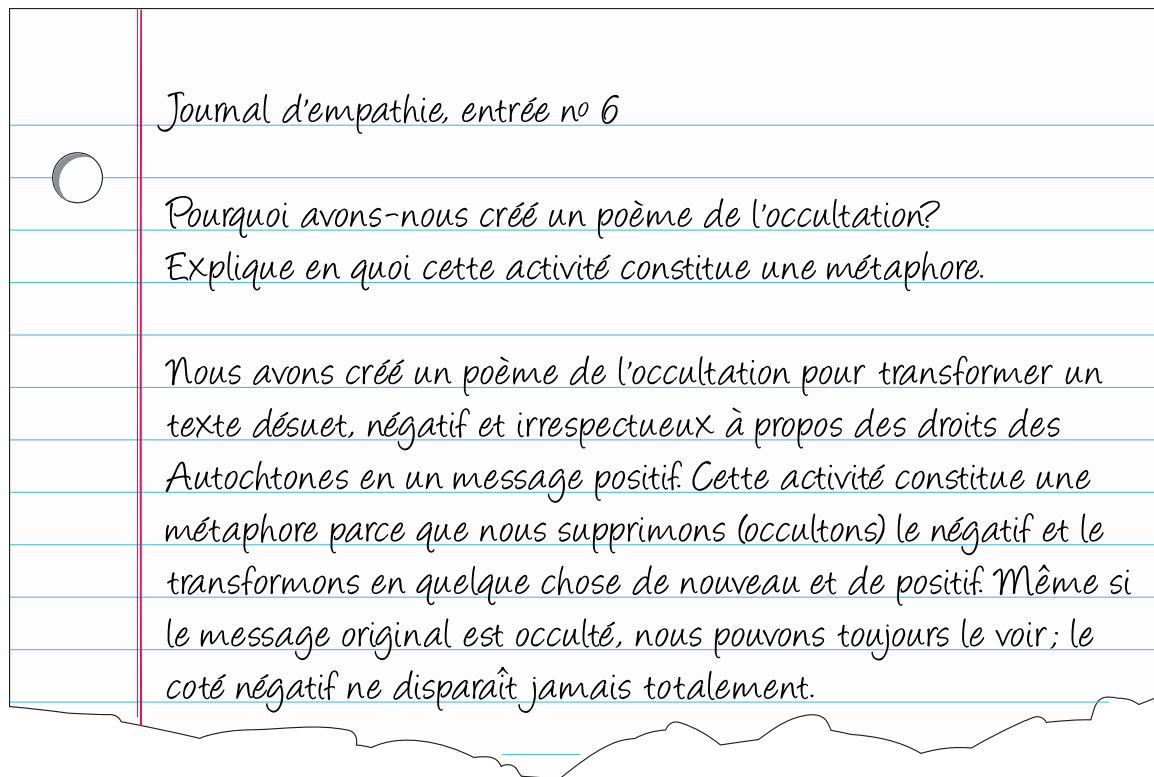 Journal d'empathie, entrée no 6
Pourquoi avons-nous créé un poème de l'occultation?
Explique en quoi cette activité constitue une métaphore.
Nous avons créé un poème de l'occultation pour transformer un
texte désuet, négatif et irrespectueux à propos des droits des
Autochtones en un message positif. Cette activité constitue une
métaphore parce que nous supprimons (occultons) le négatif et le
transformons en quelque chose de nouveau et de positif. Même si
le message original est occulté, nous pouvons toujours le voir; le
coté négatif ne disparaît jamais totalement.